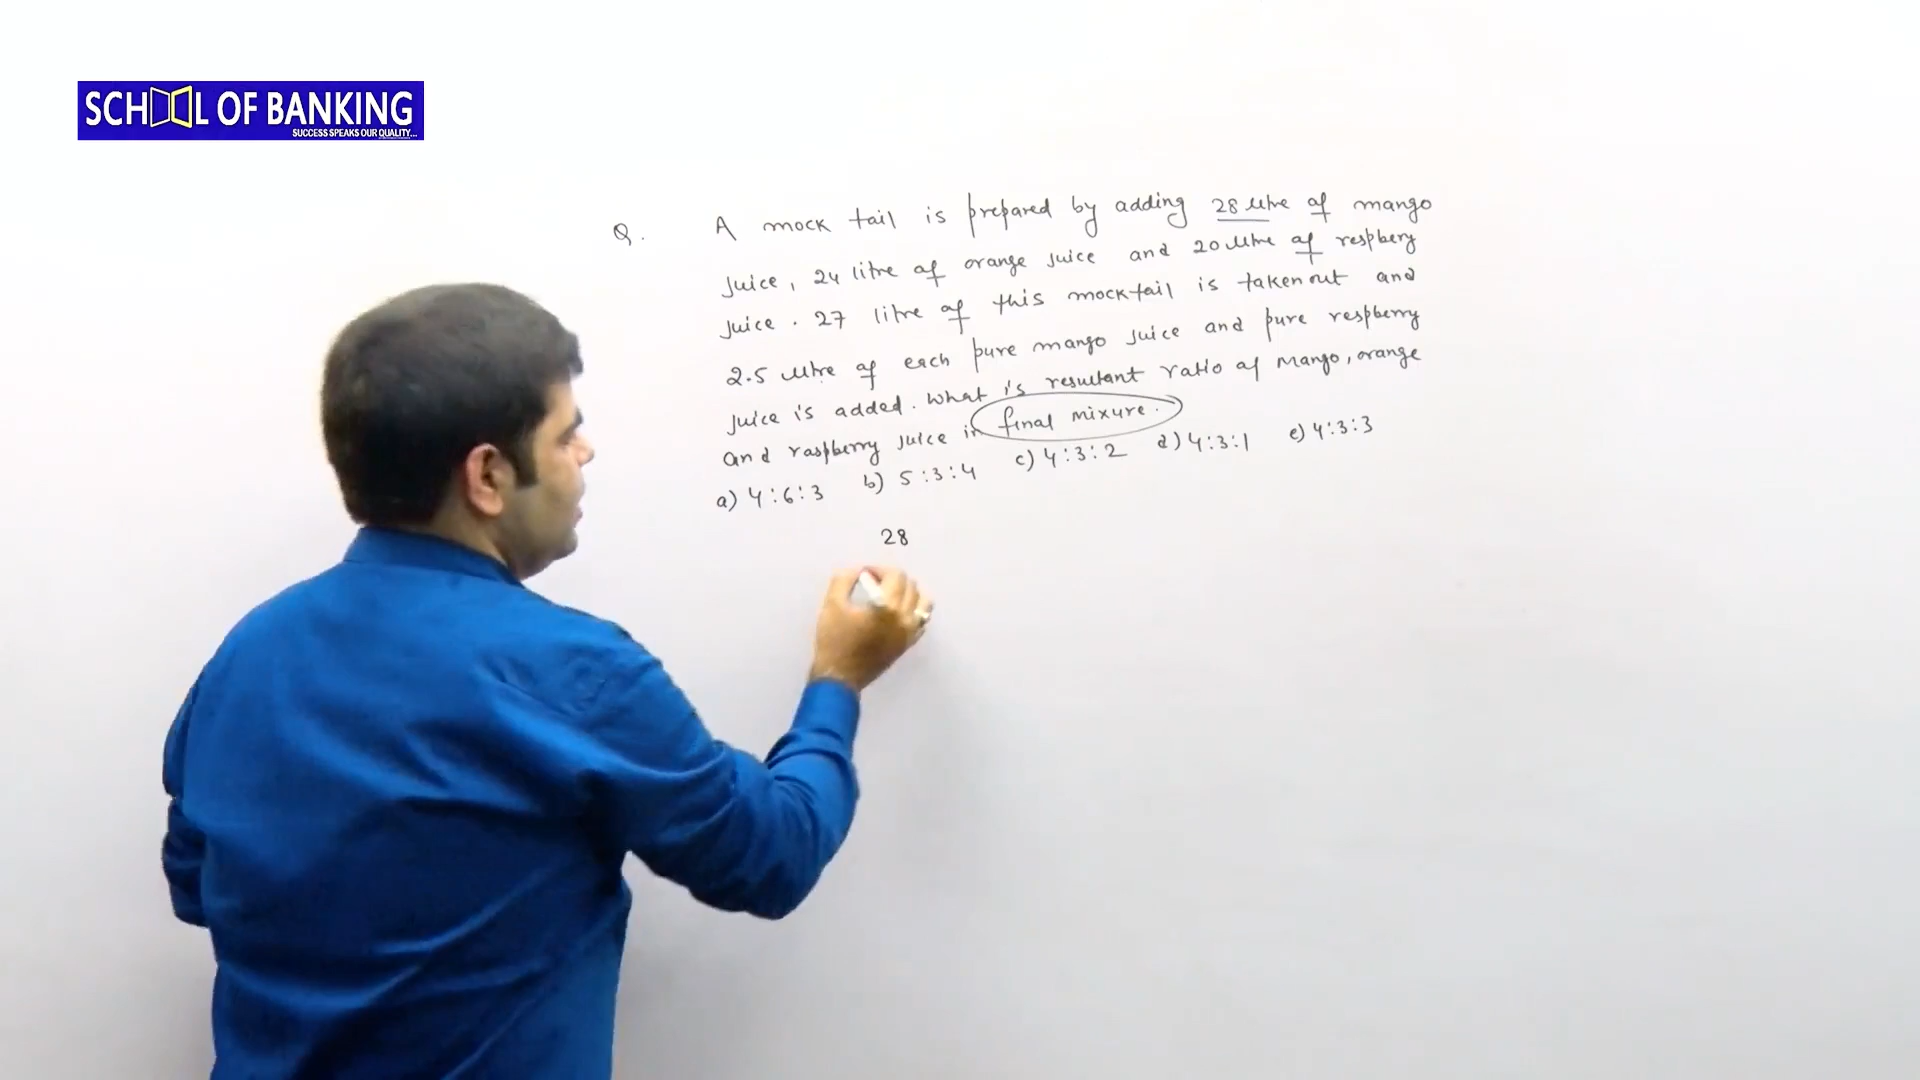 SCHOOL OF BANKING
SUCCESS SPEAKS OUR QUALITY...
Q. A mock tail is prepared by adding 28 litre of mango
juice, 24 litre of orange juice and 20 litre of respbery
juice. 27 litre of this mocktail is taken out and
2.5 litre of each pure mango juice and pure respberry
juice is added. What is resultant ratio of Mango, orange
and raspberry juice in final mixure.
a) 4:6:3 b) 5:3:4 c) 4:3:2 d) 4:3:1 e) 4:3:3
28